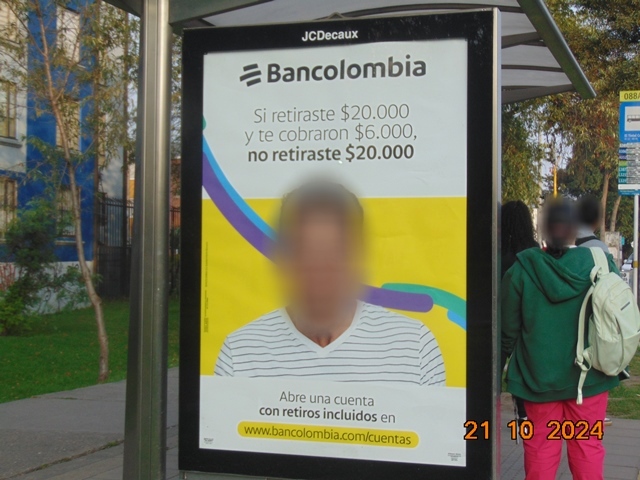 JCDecaux
Bancolombia
Si retiraste $20.000
y te cobraron $6.000,
no retiraste $20.000
Abre una cuenta
con retiros incluidos en
www.bancolombia.com/cuentas
088A
21 10 2024